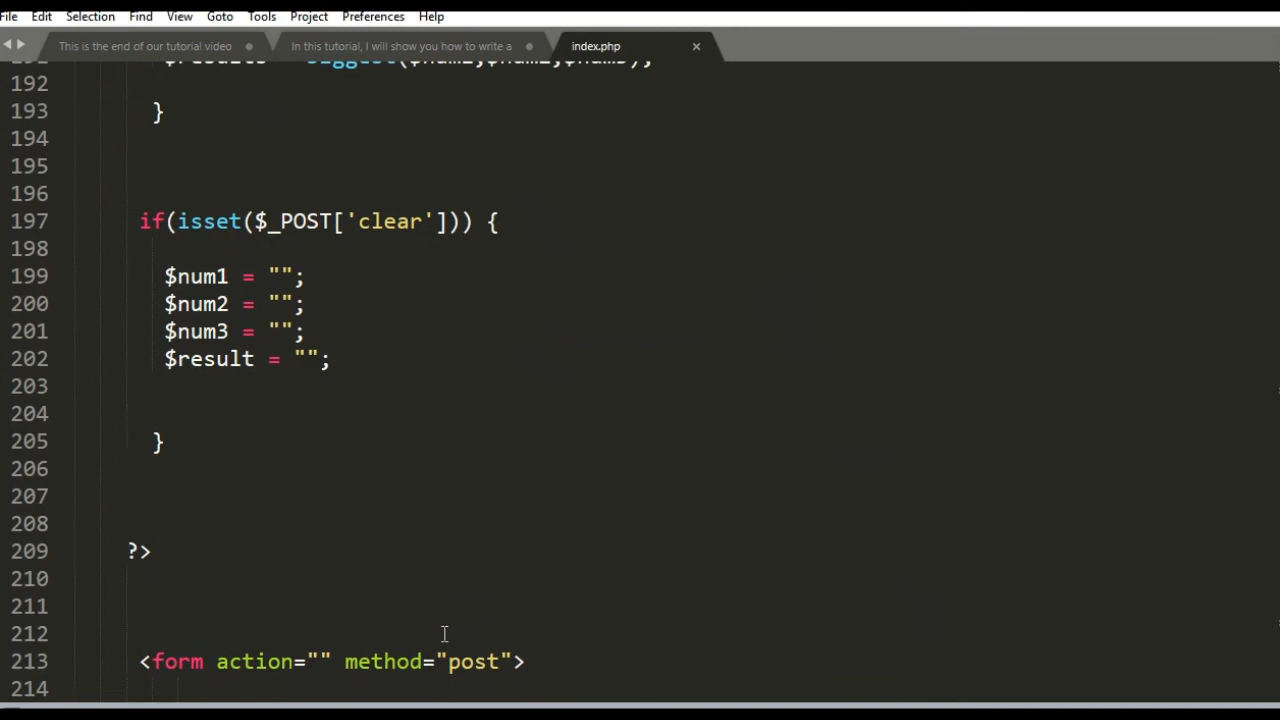 File Edit Selection Find View Goto Tools Project Preferences Help
This is the end of our tutorial video
In this tutorial, I will show you how to write a
index.php
192
193 }
194
195
196
197 if(isset($_POST['clear'])) {
198
199 $num1 = "";
200 $num2 = "";
201 $num3 = "";
202 $result = "";
203
204
205 }
206
207
208
209 ?>
210
211
212
213 <form action="" method="post">
214